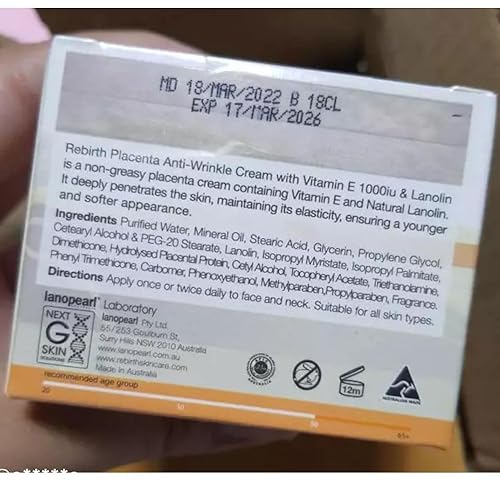 MD 18/MAR/2022 B 18CL
EXP 17/MAR/2026
Rebirth Placenta Anti-Wrinkle Cream with Vitamin E 1000iu & Lanolin
is a non-greasy placenta cream containing Vitamin E and Natural Lanolin.
It deeply penetrates the skin, maintaining its elasticity, ensuring a younger
and softer appearance.
Ingredients Purified Water, Mineral Oil, Stearic Acid, Glycerin, Propylene Glycol,
Cetearyl Alcohol & PEG-20 Stearate, Lanolin, Isopropyl Myristate, Isopropyl Palmitate,
Dimethicone, Hydrolysed Placental Protein, Cetyl Alcohol, Tocopheryl Acetate, Triethanolamine,
Phenyl Trimethicone, Carbomer, Phenoxyethanol, Methylparaben, Propylparaben, Fragrance.
Directions Apply once or twice daily to face and neck. Suitable for all skin types.
lanopearl Laboratory
lanopearl Pty Ltd.
55/253 Goulburn St,
Surry Hills NSW 2010 Australia
www.lanopearl.com.au
www.rebirthskincare.com
Made in Australia
NEXT
G
SKIN
12m
AUSTRALIAN MADE
recommended age group
20
50
65+